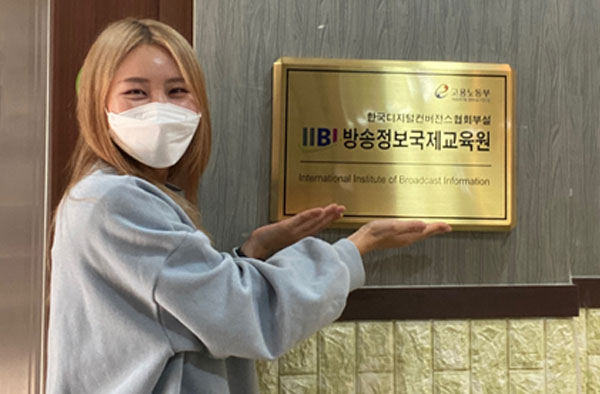 고용노동부
한국디지털컨버전스협회부설
IIBI 방송정보국제교육원
International Institute of Broadcast Information